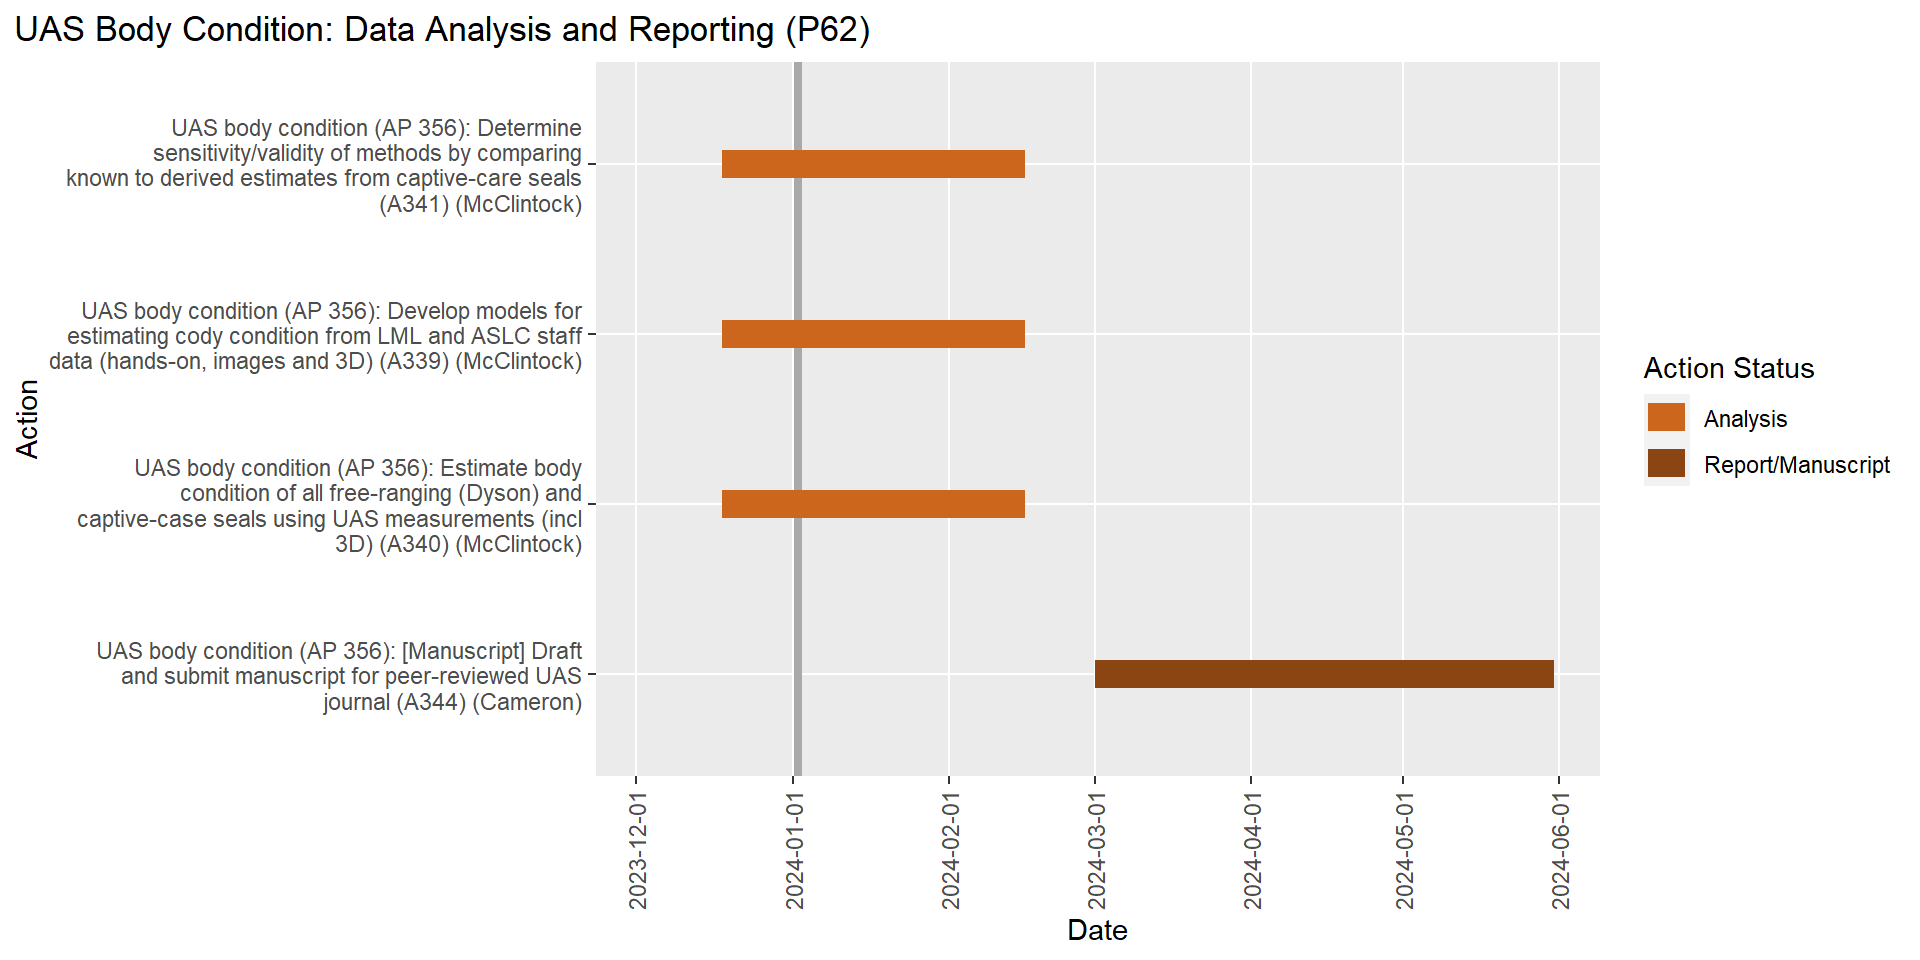 UAS Body Condition: Data Analysis and Reporting (P62)
Action
UAS body condition (AP 356): Determine
sensitivity/validity of methods by comparing
known to derived estimates from captive-care seals
(A341) (McClintock)
UAS body condition (AP 356): Develop models for
estimating cody condition from LML and ASLC staff
data (hands-on, images and 3D) (A339) (McClintock)
UAS body condition (AP 356): Estimate body
condition of all free-ranging (Dyson) and
captive-case seals using UAS measurements (incl
3D) (A340) (McClintock)
UAS body condition (AP 356): [Manuscript] Draft
and submit manuscript for peer-reviewed UAS
journal (A344) (Cameron)
2023-12-01
2024-01-01
2024-02-01
2024-03-01
2024-04-01
2024-05-01
2024-06-01
Date
Action Status
Analysis
Report/Manuscript